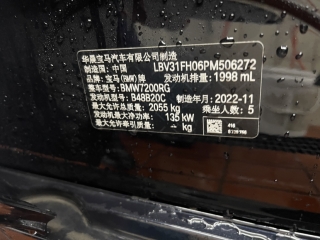 华晨宝马汽车有限公司制造
制造国：中国 LBV31FH06PM506272
品牌：宝马(BMW)牌 发动机排量：1998 mL
整车型号：BMW7200RG
发动机型号：B48B20C 制造年月：2022-11
最大允许总质量：2055 kg 乘坐人数：5
发动机最大净功率：135 kW
最大允许牵引质量：-- kg